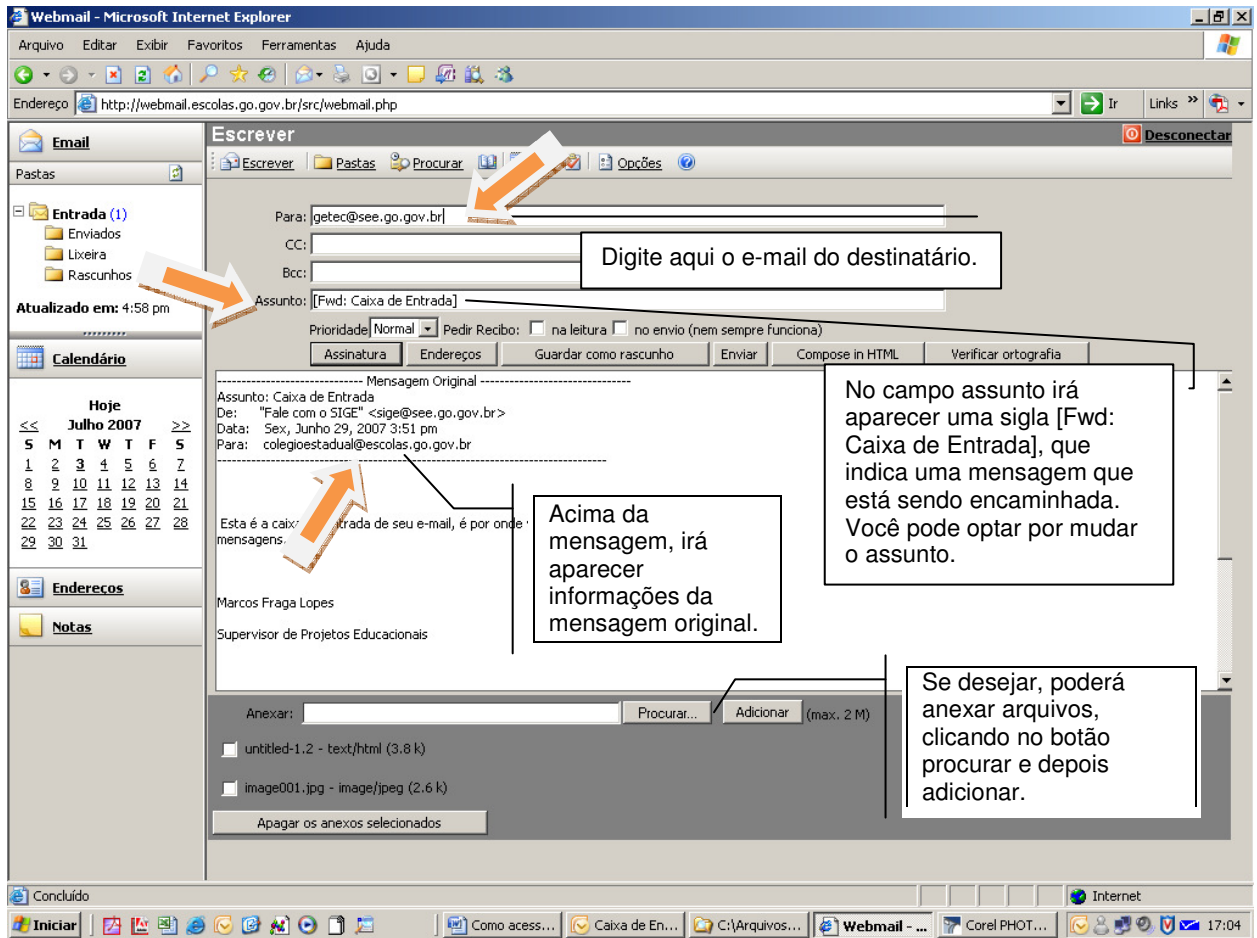 Webmail - Microsoft Internet Explorer
Arquivo Editar Exibir Favoritos Ferramentas Ajuda
Endereço http://webmail.escolas.go.gov.br/src/webmail.php Ir Links »
Email
Pastas
Entrada (1)
Enviados
Lixeira
Rascunhos
Atualizado em: 4:58 pm
Calendário
Hoje
<< Julho 2007 >>
S M T W T F S
1 2 3 4 5 6 7
8 9 10 11 12 13 14
15 16 17 18 19 20 21
22 23 24 25 26 27 28
29 30 31
Endereços
Notas
Escrever
Desconectar
Escrever Pastas Procurar Opções
Para: getec@see.go.gov.br
CC:
Bcc:
Assunto: [Fwd: Caixa de Entrada]
Digite aqui o e-mail do destinatário.
Prioridade Normal Pedir Recibo: na leitura no envio (nem sempre funciona)
Assinatura Endereços Guardar como rascunho Enviar Compose in HTML Verificar ortografia
---------------------------- Mensagem Original ----------------------------
Assunto: Caixa de Entrada
De: "Fale com o SIGE" <sige@see.go.gov.br>
Data: Sex, Junho 29, 2007 3:51 pm
Para: colegioestadual@escolas.go.gov.br
--------------------------------------------------------------------------
Esta é a caixa trada de seu e-mail, é por onde
mensagens
Marcos Fraga Lopes
Supervisor de Projetos Educacionais
No campo assunto irá
aparecer uma sigla [Fwd:
Caixa de Entrada], que
indica uma mensagem que
está sendo encaminhada.
Você pode optar por mudar
o assunto.
Acima da
mensagem, irá
aparecer
informações da
mensagem original.
Se desejar, poderá
anexar arquivos,
clicando no botão
procurar e depois
adicionar.
Anexar: Procurar... Adicionar (max. 2 M)
untitled-1.2 - text/html (3.8 k)
image001.jpg - image/jpeg (2.6 k)
Apagar os anexos selecionados
Concluído Internet
Iniciar Como acess... Caixa de En... C:\Arquivos... Webmail - ... Corel PHOT... 17:04